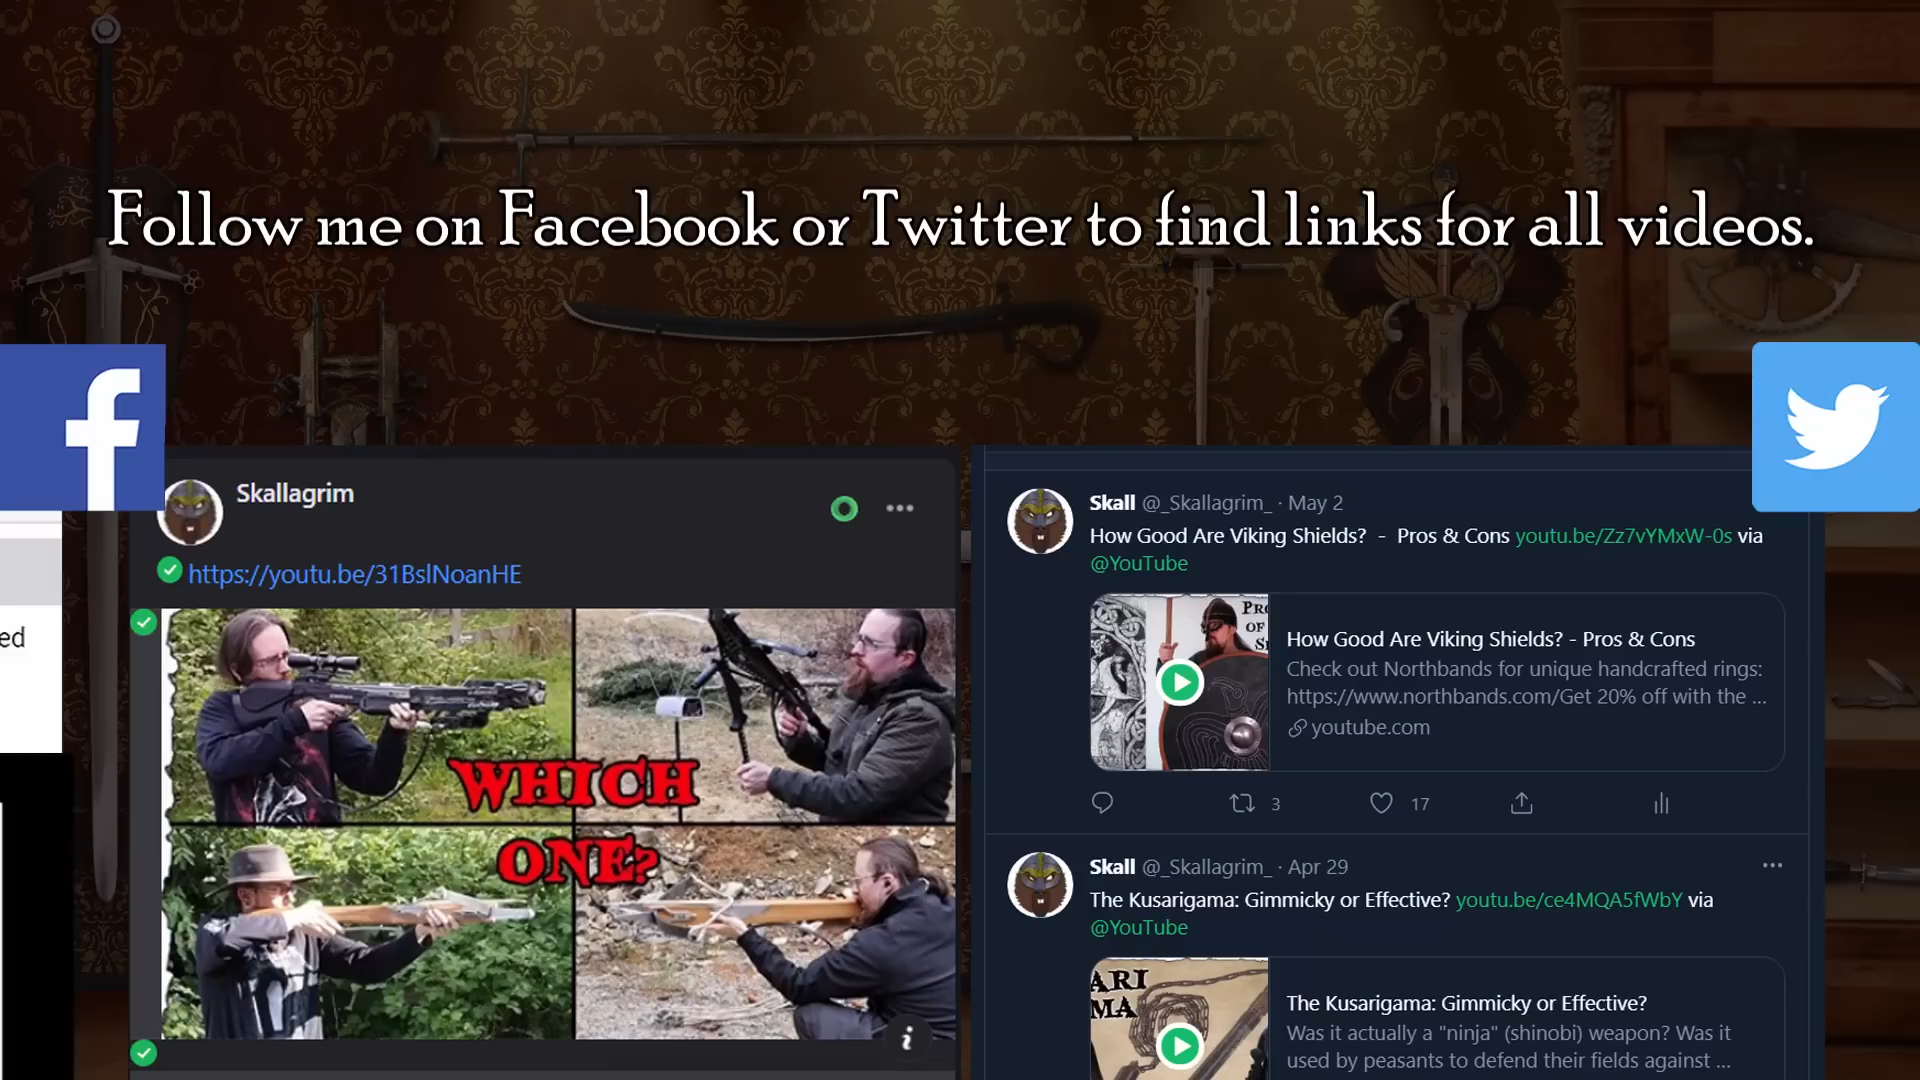 Follow me on Facebook or Twitter to find links for all videos.
f
Skallagrim
https://youtu.be/31BslNoanHE
ed
WHICH
ONE?
Skall @_Skallagrim_ · May 2
How Good Are Viking Shields? - Pros & Cons youtu.be/Zz7vYMxW-0s via
@YouTube
How Good Are Viking Shields? - Pros & Cons
Check out Northbands for unique handcrafted rings:
https://www.northbands.com/Get 20% off with the ...
youtube.com
3
17
Skall @_Skallagrim_ · Apr 29
The Kusarigama: Gimmicky or Effective? youtu.be/ce4MQA5fWbY via
@YouTube
ARI
MA
The Kusarigama: Gimmicky or Effective?
Was it actually a "ninja" (shinobi) weapon? Was it
used by peasants to defend their fields against ...